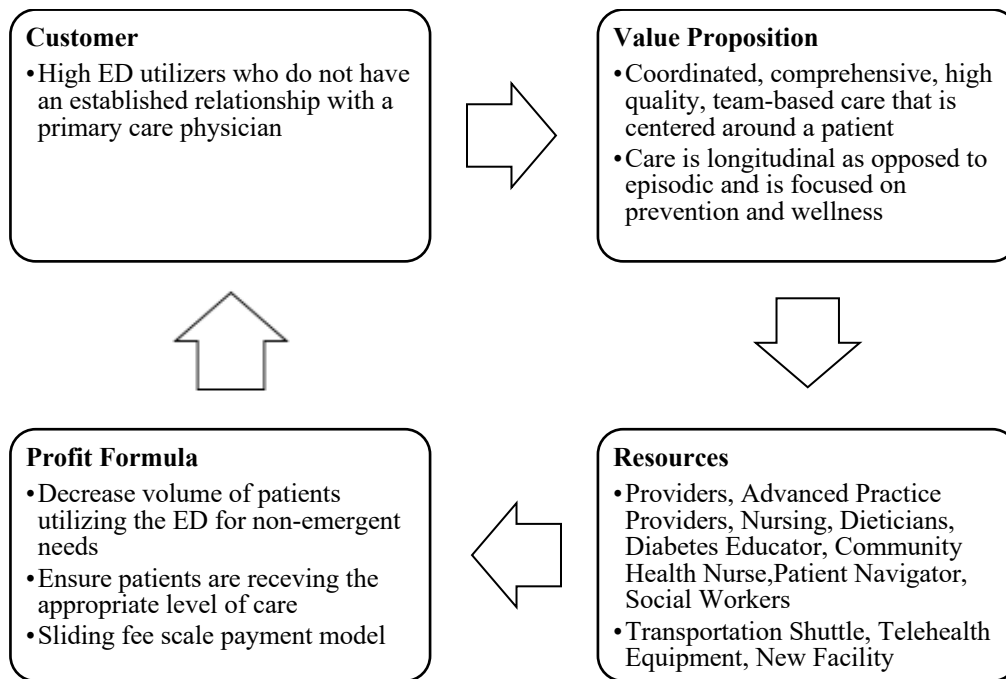 Customer
•High ED utilizers who do not have
an established relationship with a
primary care physician
Value Proposition
•Coordinated, comprehensive, high
quality, team-based care that is
centered around a patient
•Care is longitudinal as opposed to
episodic and is focused on
prevention and wellness
Profit Formula
•Decrease volume of patients
utilizing the ED for non-emergent
needs
•Ensure patients are receving the
appropriate level of care
•Sliding fee scale payment model
Resources
•Providers, Advanced Practice
Providers, Nursing, Dieticians,
Diabetes Educator, Community
Health Nurse,Patient Navigator,
Social Workers
•Transportation Shuttle, Telehealth
Equipment, New Facility